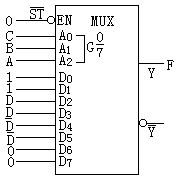 0 S̅T̅ EN MUX
C A₀
B A₁ G 0/7
A A₂
Y F
1 D₀
1 D₁
D D₂
D D₃
D̅ D₄ Y̅
D̅ D₅
0 D₆
0 D₇